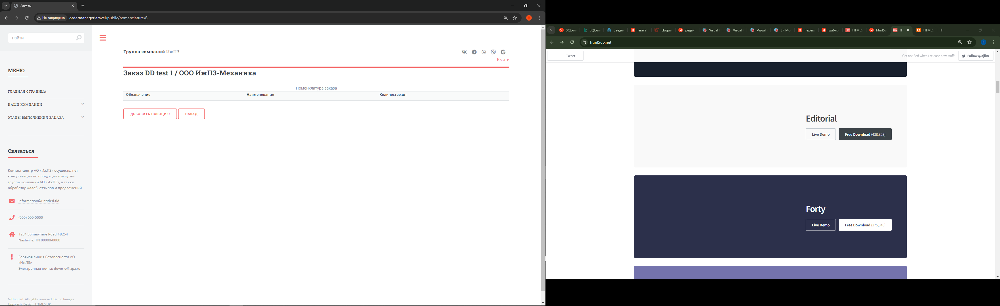 Заказы
Не защищено
ordermanagerlaravel/public/nomenclature/6
T
найти
МЕНЮ
ГЛАВНАЯ СТРАНИЦА
НАШИ КОМПАНИИ
ЭТАПЫ ВЫПОЛНЕНИЯ ЗАКАЗА
Связаться
Контакт-центр АО «ИжПЗ» осуществляет
консультации по продукции и услугам
группы компаний АО «ИжПЗ», а также
обработку жалоб, отзывов и предложений.
information@untitled.tld
(000) 000-0000
1234 Somewhere Road #8254
Nashville, TN 00000-0000
Горячая линия безопасности АО
«ИжПЗ»
Электронная почта: doverie@izpz.ru
© Untitled. All rights reserved. Demo Images:
Unsplash. Design: HTML5 UP.
Группа компаний ИжПЗ
Выйти
Заказ DD test 1 / ООО ИжПЗ-Механика
Номенклатура заказа
Обозначение Наименование Количество,шт
ДОБАВИТЬ ПОЗИЦИЮ НАЗАД
SQL-и SQL-и Введе laravel Eloque редакт Visual Visual Visual ER Mo перев шабло HTML5 html5u HT HTML5
html5up.net
B
Tweet
Get notified when I release new stuff!
Follow @ajlkn
Editorial
Live Demo
Free Download (438,853)
Forty
Live Demo
Free Download (375,340)